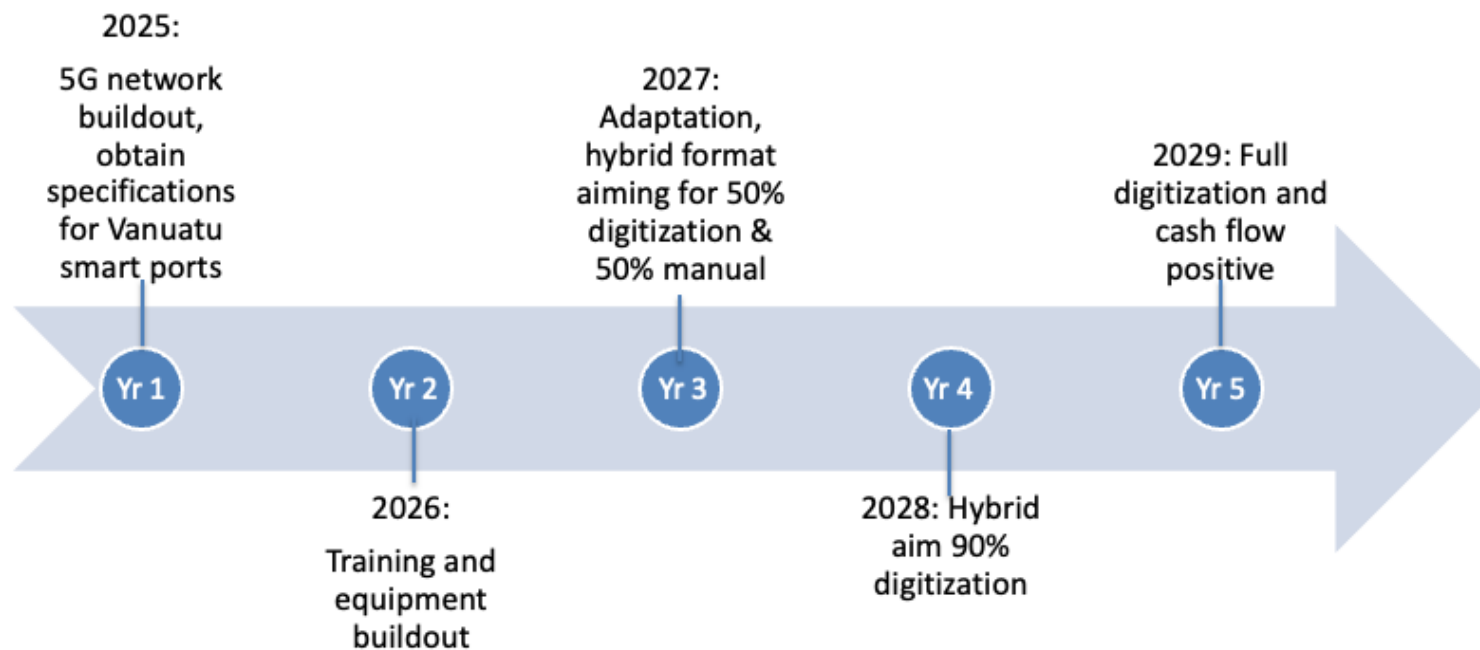 2025:
5G network
buildout,
obtain
specifications
for Vanuatu
smart ports
2027:
Adaptation,
hybrid format
aiming for 50%
digitization &
50% manual
2029: Full
digitization and
cash flow
positive
Yr 1
Yr 2
Yr 3
Yr 4
Yr 5
2026:
Training and
equipment
buildout
2028: Hybrid
aim 90%
digitization